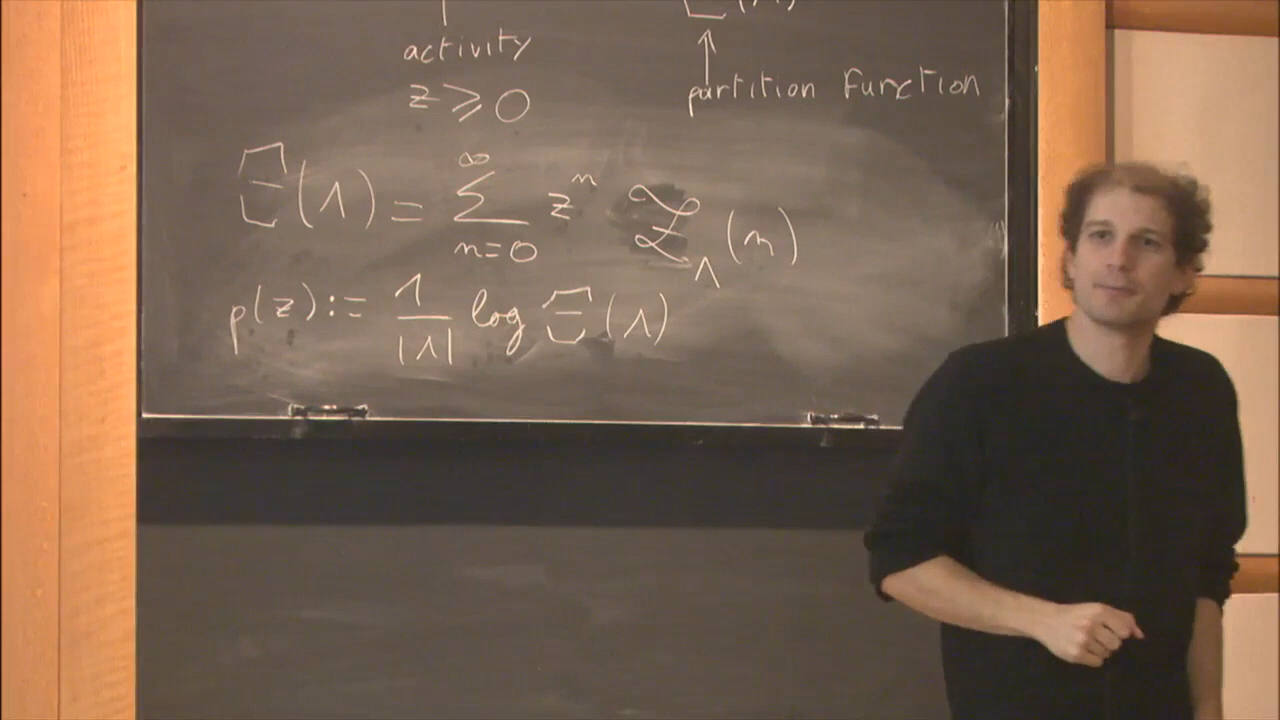 Ξ(Λ)
activity
partition function
z ⩾ 0
Ξ(Λ) = ∑_{n=0}^{∞} z^n Z_Λ(n)
p(z) := 1/|Λ| log Ξ(Λ)